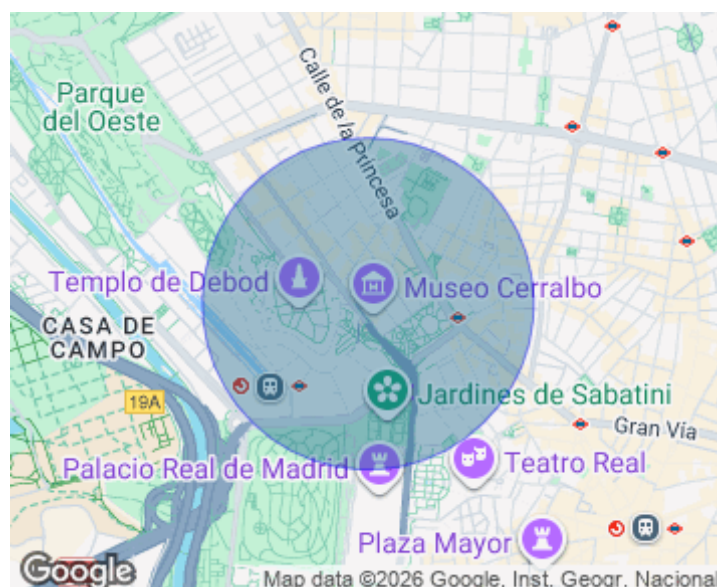 Parque
del Oeste
Calle de la Princesa
Templo de Debod
Museo Cerralbo
CASA DE
CAMPO
19A
Jardines de Sabatini
Gran Vía
Palacio Real de Madrid
Teatro Real
Plaza Mayor
Google
Map data ©2026 Google, Inst. Geogr. Nacional